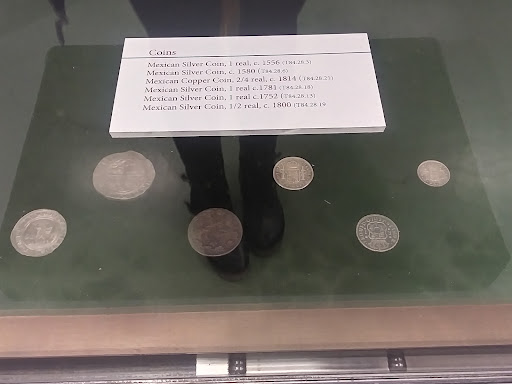 Coins
Mexican Silver Coin, 1 real, c. 1556 (T84.28.5)
Mexican Silver Coin, c. 1580 (T84.28.6)
Mexican Copper Coin, 2/4 real, c. 1814 (T84.28.21)
Mexican Silver Coin, 1 real c.1781 (T84.28.18)
Mexican Silver Coin, 1 real c.1752 (T84.28.13)
Mexican Silver Coin, 1/2 real, c. 1800 (T84.28.19